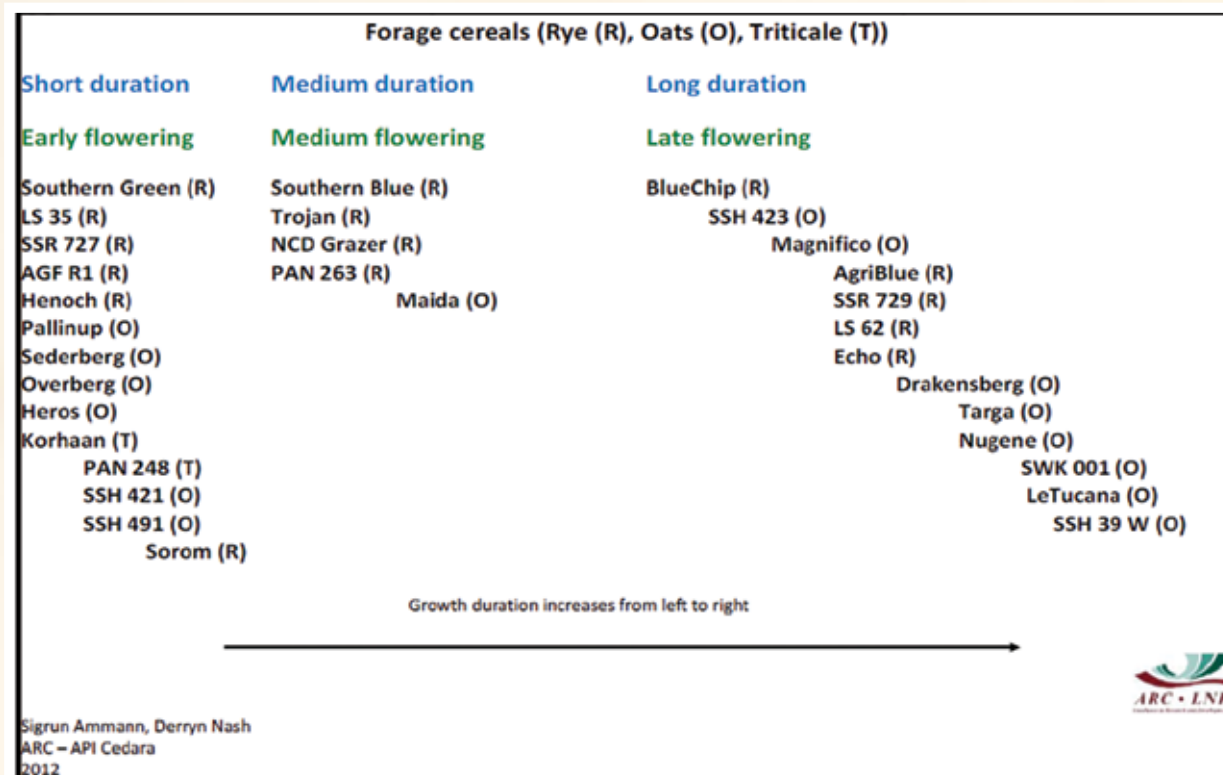 Forage cereals (Rye (R), Oats (O), Triticale (T))
Short duration Medium duration Long duration
Early flowering Medium flowering Late flowering
Southern Green (R) Southern Blue (R) BlueChip (R)
LS 35 (R) Trojan (R) SSH 423 (O)
SSR 727 (R) NCD Grazer (R) Magnifico (O)
AGF R1 (R) PAN 263 (R) AgriBlue (R)
Henoch (R) Maida (O) SSR 729 (R)
Pallinup (O) LS 62 (R)
Sederberg (O) Echo (R)
Overberg (O) Drakensberg (O)
Heros (O) Targa (O)
Korhaan (T) Nugene (O)
PAN 248 (T) SWK 001 (O)
SSH 421 (O) LeTucana (O)
SSH 491 (O) SSH 39 W (O)
Sorom (R)
Growth duration increases from left to right
ARC • LN
Sigrun Ammann, Derryn Nash
ARC – API Cedara
2012